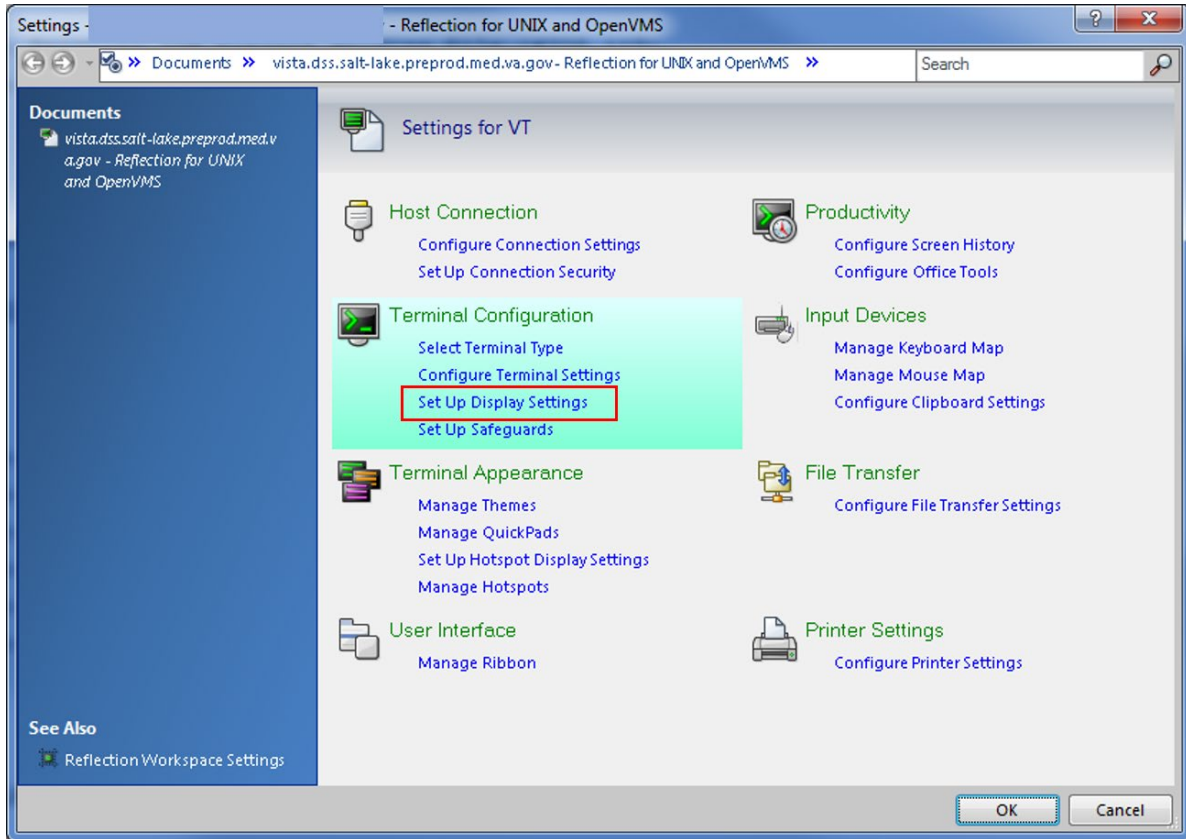 Settings - - Reflection for UNIX and OpenVMS
Documents vista.dss.salt-lake.preprod.med.va.gov - Reflection for UNIX and OpenVMS
Search
Documents
vista.dss.salt-lake.preprod.med.v
a.gov - Reflection for UNIX
and OpenVMS
See Also
Reflection Workspace Settings
Settings for VT
Host Connection
Configure Connection Settings
Set Up Connection Security
Productivity
Configure Screen History
Configure Office Tools
Terminal Configuration
Select Terminal Type
Configure Terminal Settings
Set Up Display Settings
Set Up Safeguards
Input Devices
Manage Keyboard Map
Manage Mouse Map
Configure Clipboard Settings
Terminal Appearance
Manage Themes
Manage QuickPads
Set Up Hotspot Display Settings
Manage Hotspots
File Transfer
Configure File Transfer Settings
User Interface
Manage Ribbon
Printer Settings
Configure Printer Settings
OK
Cancel